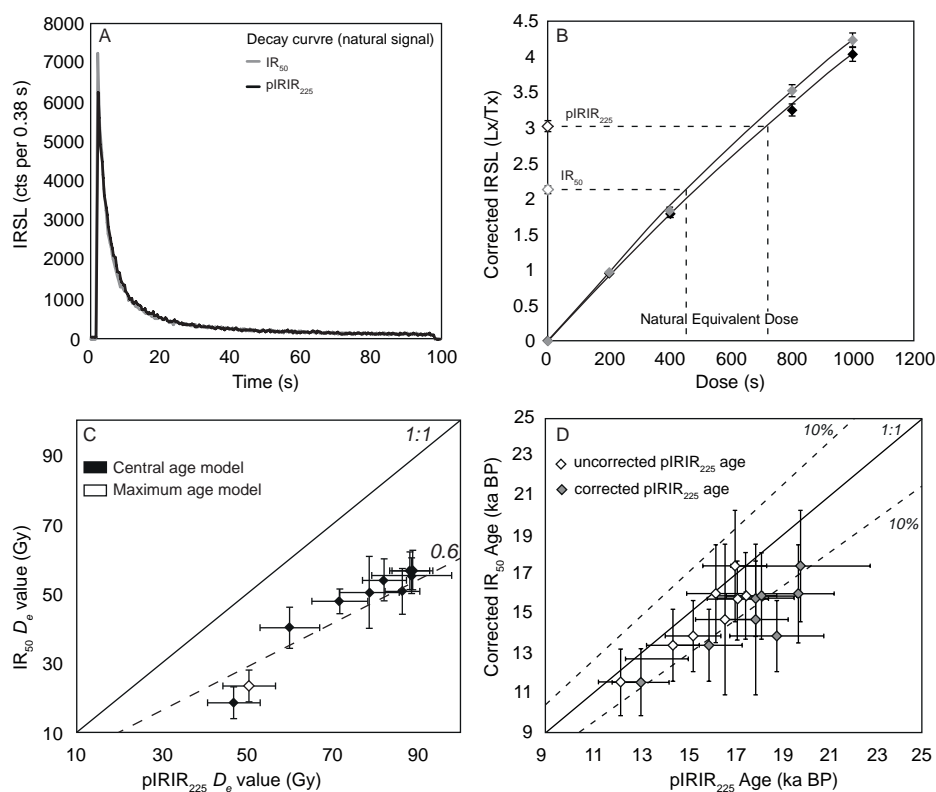 A
Decay curvre (natural signal)
IR50
pIRIR225
8000
7000
6000
5000
4000
3000
2000
1000
0
IRSL (cts per 0.38 s)
0 20 40 60 80 100
Time (s)
B
5
4.5
4
3.5
3
2.5
2
1.5
1
0.5
0
Corrected IRSL (Lx/Tx)
pIRIR225
IR50
Natural Equivalent Dose
0 200 400 600 800 1000 1200
Dose (s)
C
1:1
Central age model
Maximum age model
0.6
90
70
50
30
10
IR50 De value (Gy)
10 30 50 70 90
pIRIR225 De value (Gy)
D
10%
1:1
uncorrected pIRIR225 age
corrected pIRIR225 age
10%
25
23
21
19
17
15
13
11
9
Corrected IR50 Age (ka BP)
9 11 13 15 17 19 21 23 25
pIRIR225 Age (ka BP)